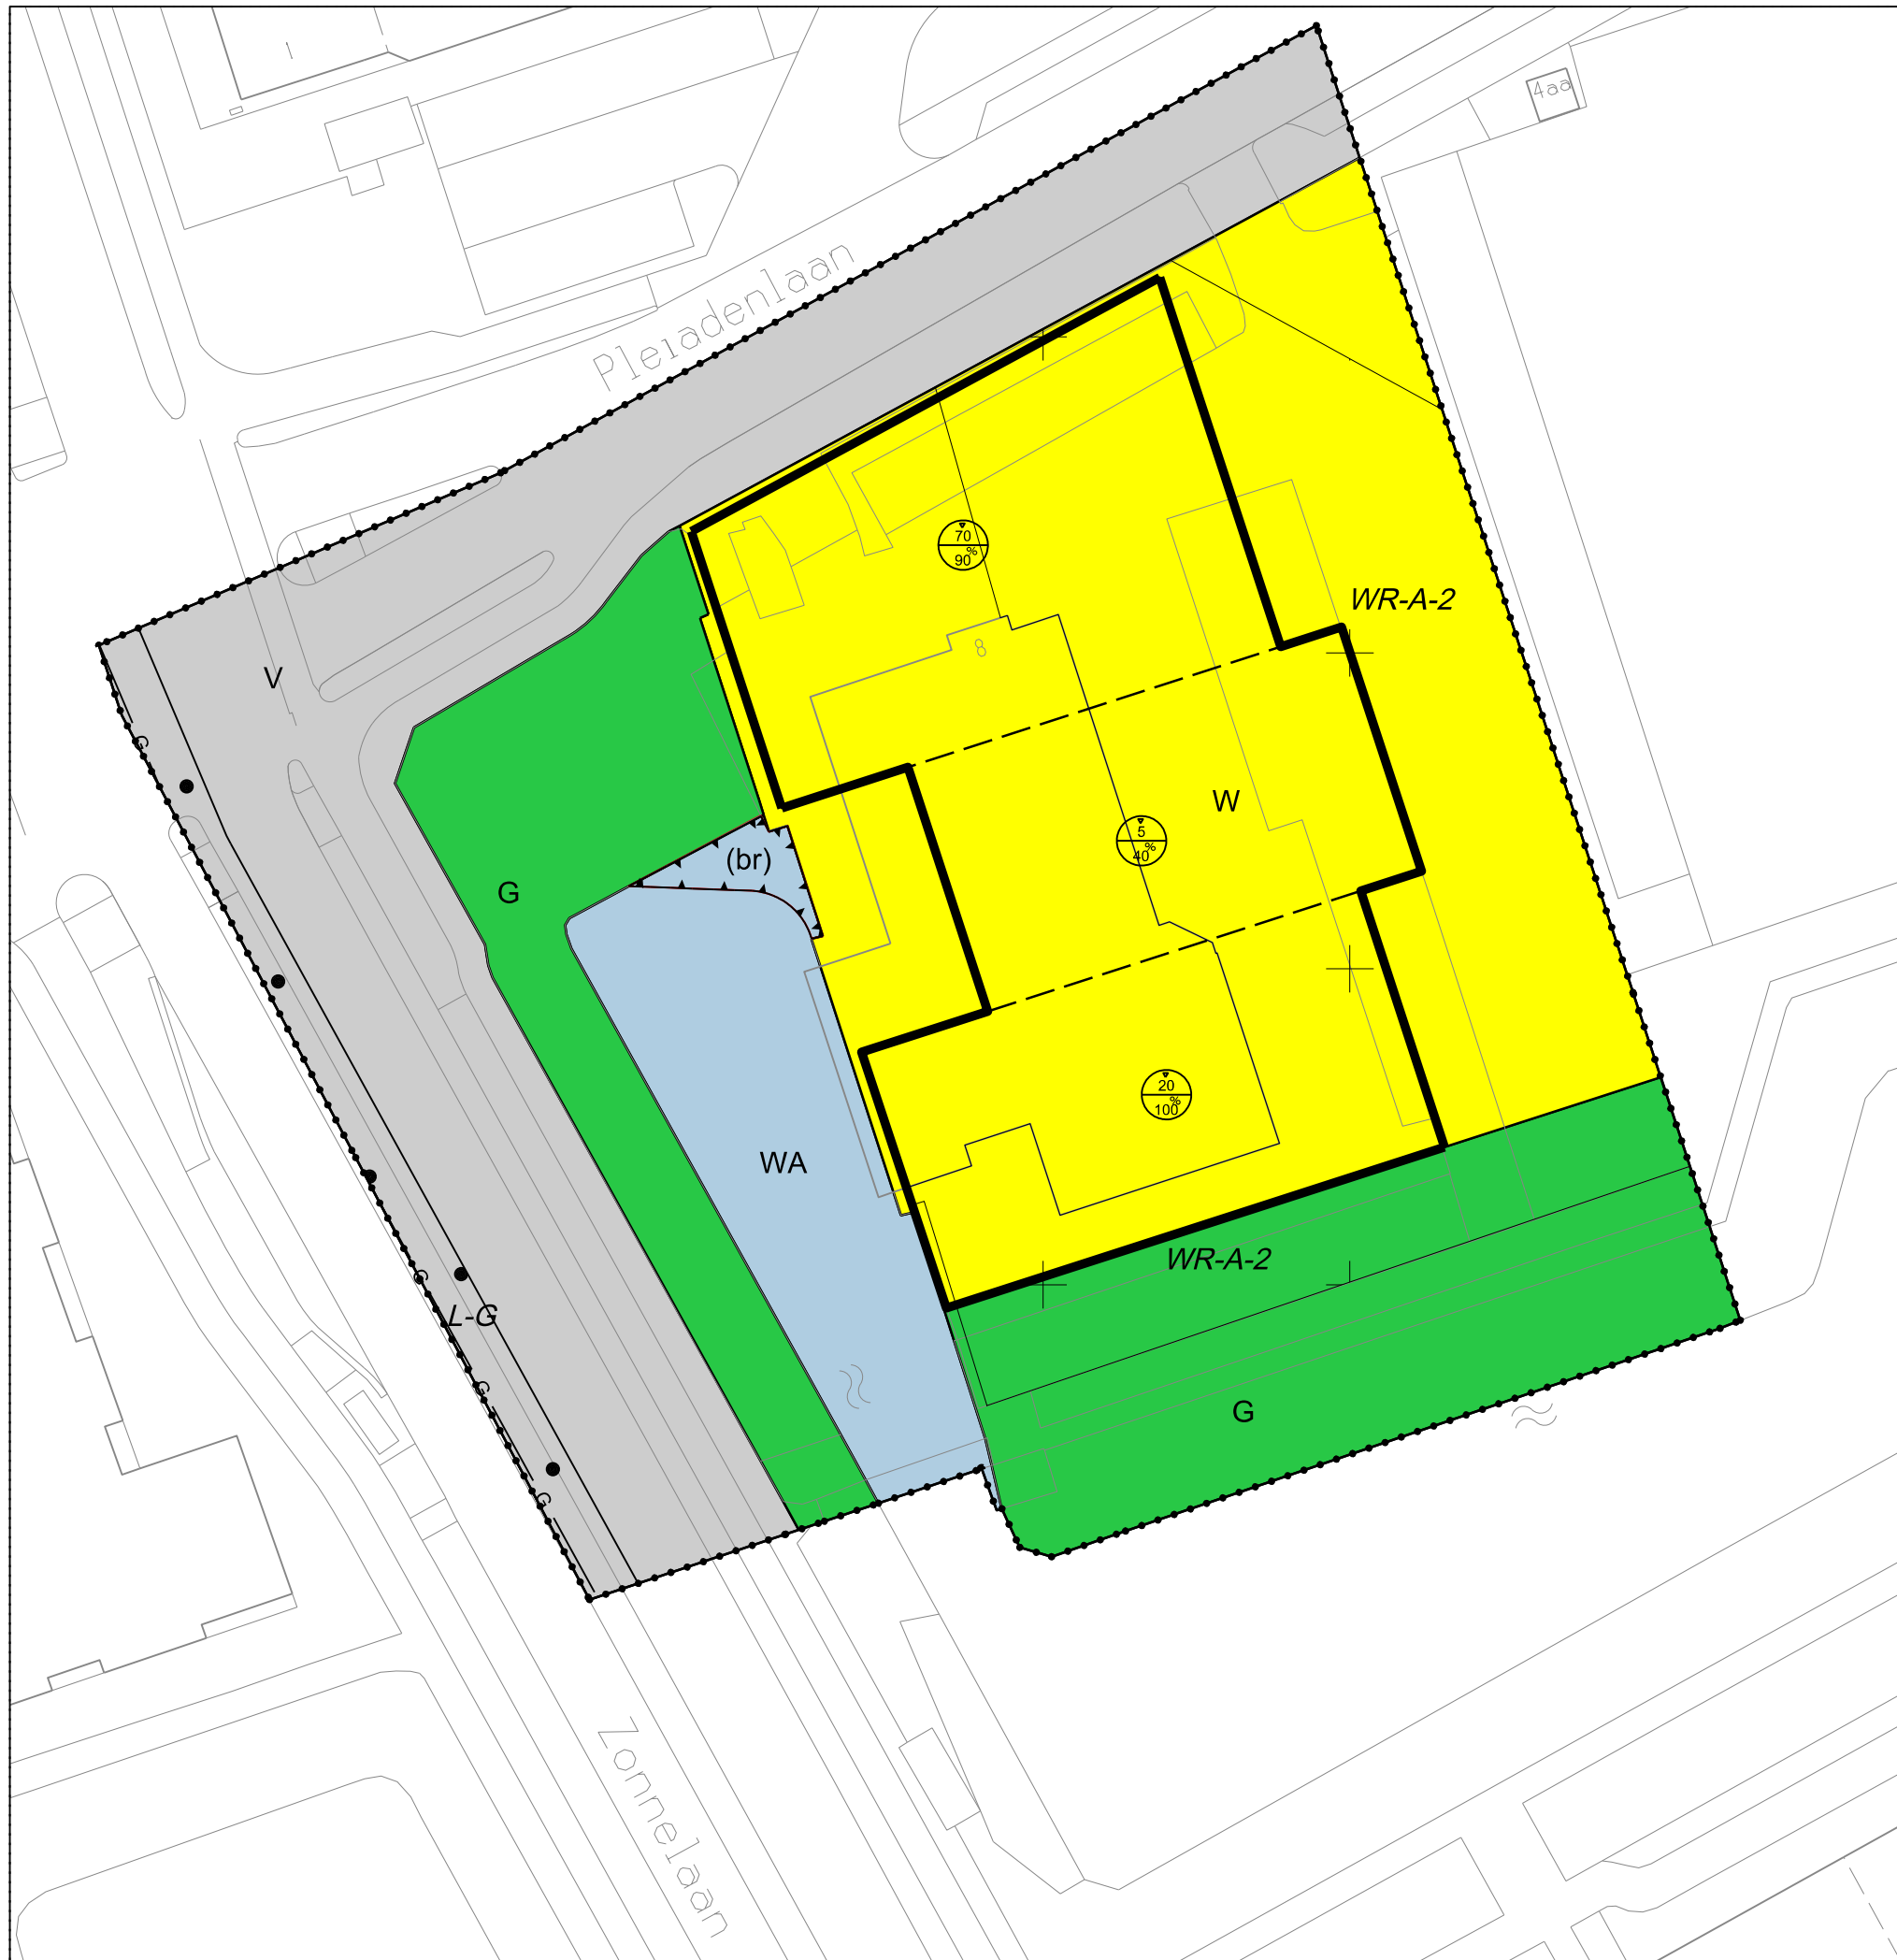 4aa
Pleiadenlaan
70
90%
WR-A-2
8
V
G
W
5
40%
(br)
G
WA
20
100%
WR-A-2
G
L-G
G
G
G
Zonnelaan